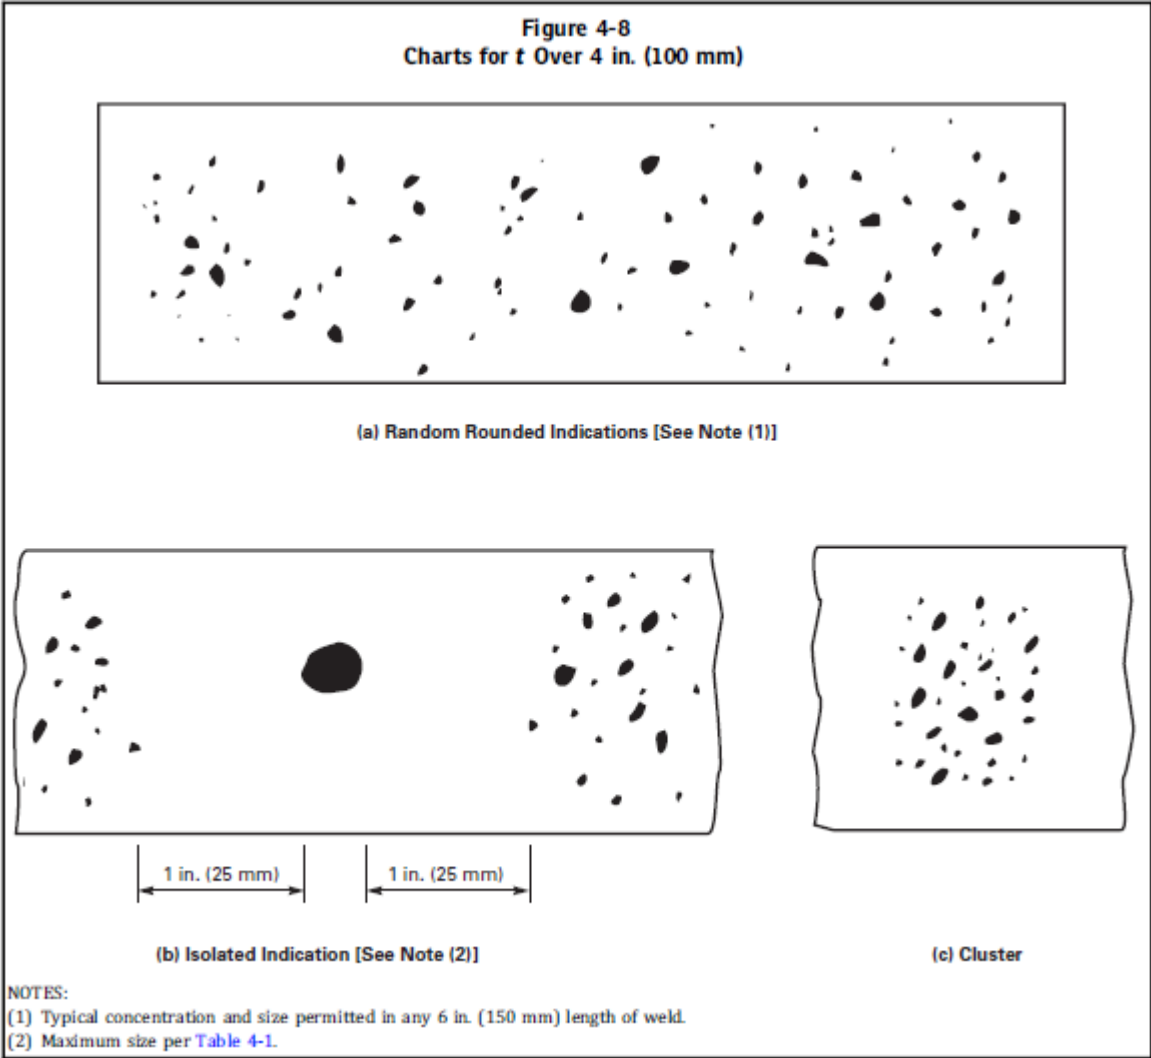 Figure 4-8
Charts for t Over 4 in. (100 mm)
(a) Random Rounded Indications [See Note (1)]
1 in. (25 mm)
1 in. (25 mm)
(b) Isolated Indication [See Note (2)]
(c) Cluster
NOTES:
(1) Typical concentration and size permitted in any 6 in. (150 mm) length of weld.
(2) Maximum size per Table 4-1.